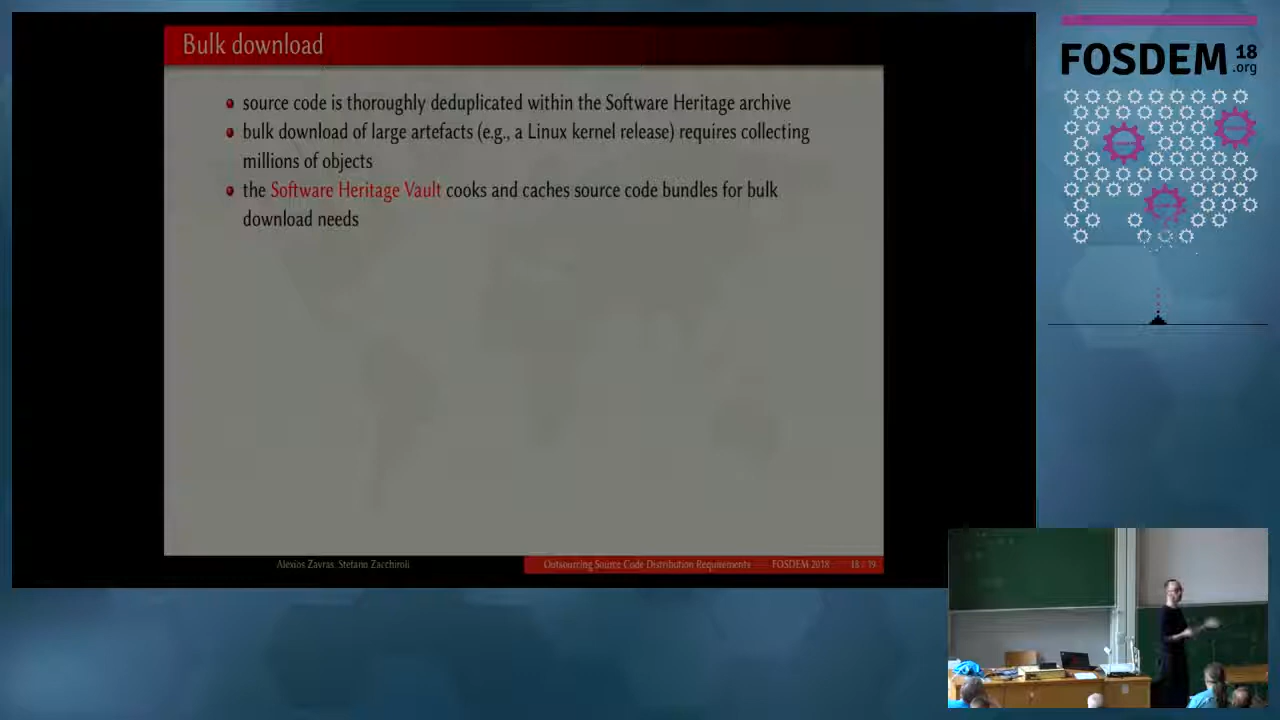 Bulk download
source code is thoroughly deduplicated within the Software Heritage archive
bulk download of large artefacts (e.g., a Linux kernel release) requires collecting
millions of objects
the Software Heritage Vault cooks and caches source code bundles for bulk
download needs
Alexios Zavras, Stefano Zacchiroli
Outsourcing Source Code Distribution Requirements
FOSDEM 2018
18 / 19
FOSDEM 18
.org